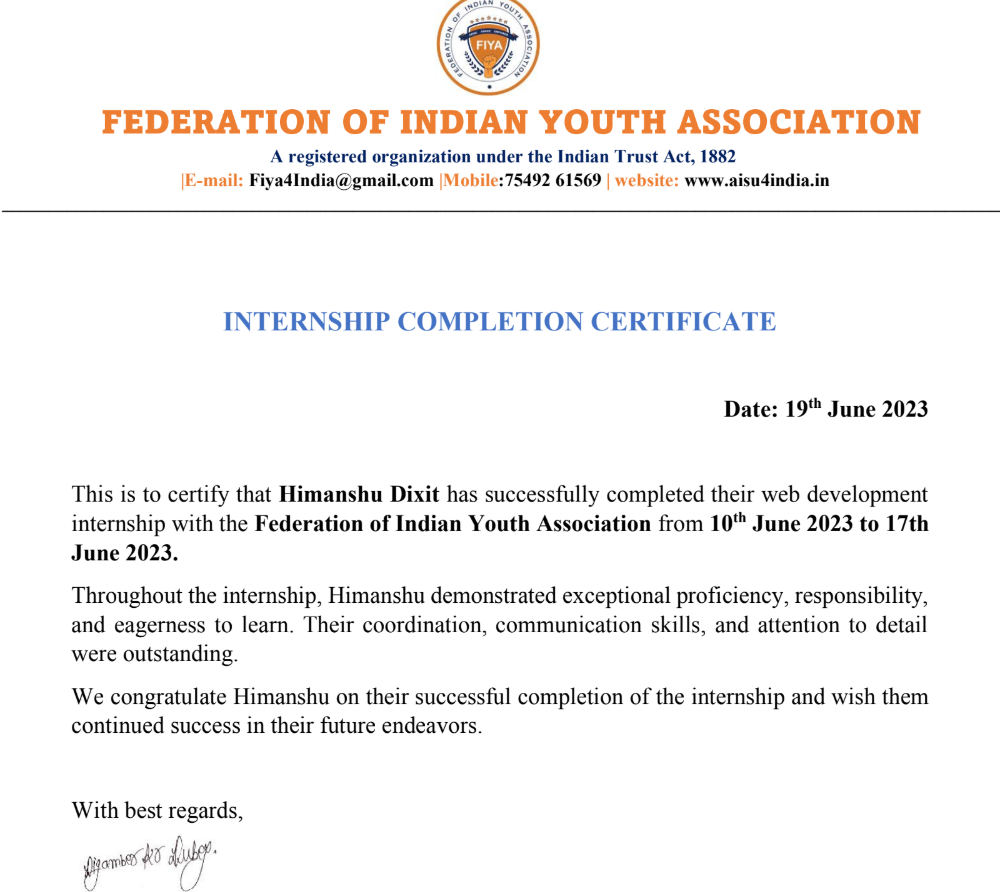 FEDERATION OF INDIAN YOUTH ASSOCIATION
FIYA
FEDERATION OF INDIAN YOUTH ASSOCIATION
A registered organization under the Indian Trust Act, 1882
|E-mail: Fiya4India@gmail.com |Mobile:75492 61569 | website: www.aisu4india.in
INTERNSHIP COMPLETION CERTIFICATE
Date: 19th June 2023
This is to certify that Himanshu Dixit has successfully completed their web development
internship with the Federation of Indian Youth Association from 10th June 2023 to 17th
June 2023.
Throughout the internship, Himanshu demonstrated exceptional proficiency, responsibility,
and eagerness to learn. Their coordination, communication skills, and attention to detail
were outstanding.
We congratulate Himanshu on their successful completion of the internship and wish them
continued success in their future endeavors.
With best regards,